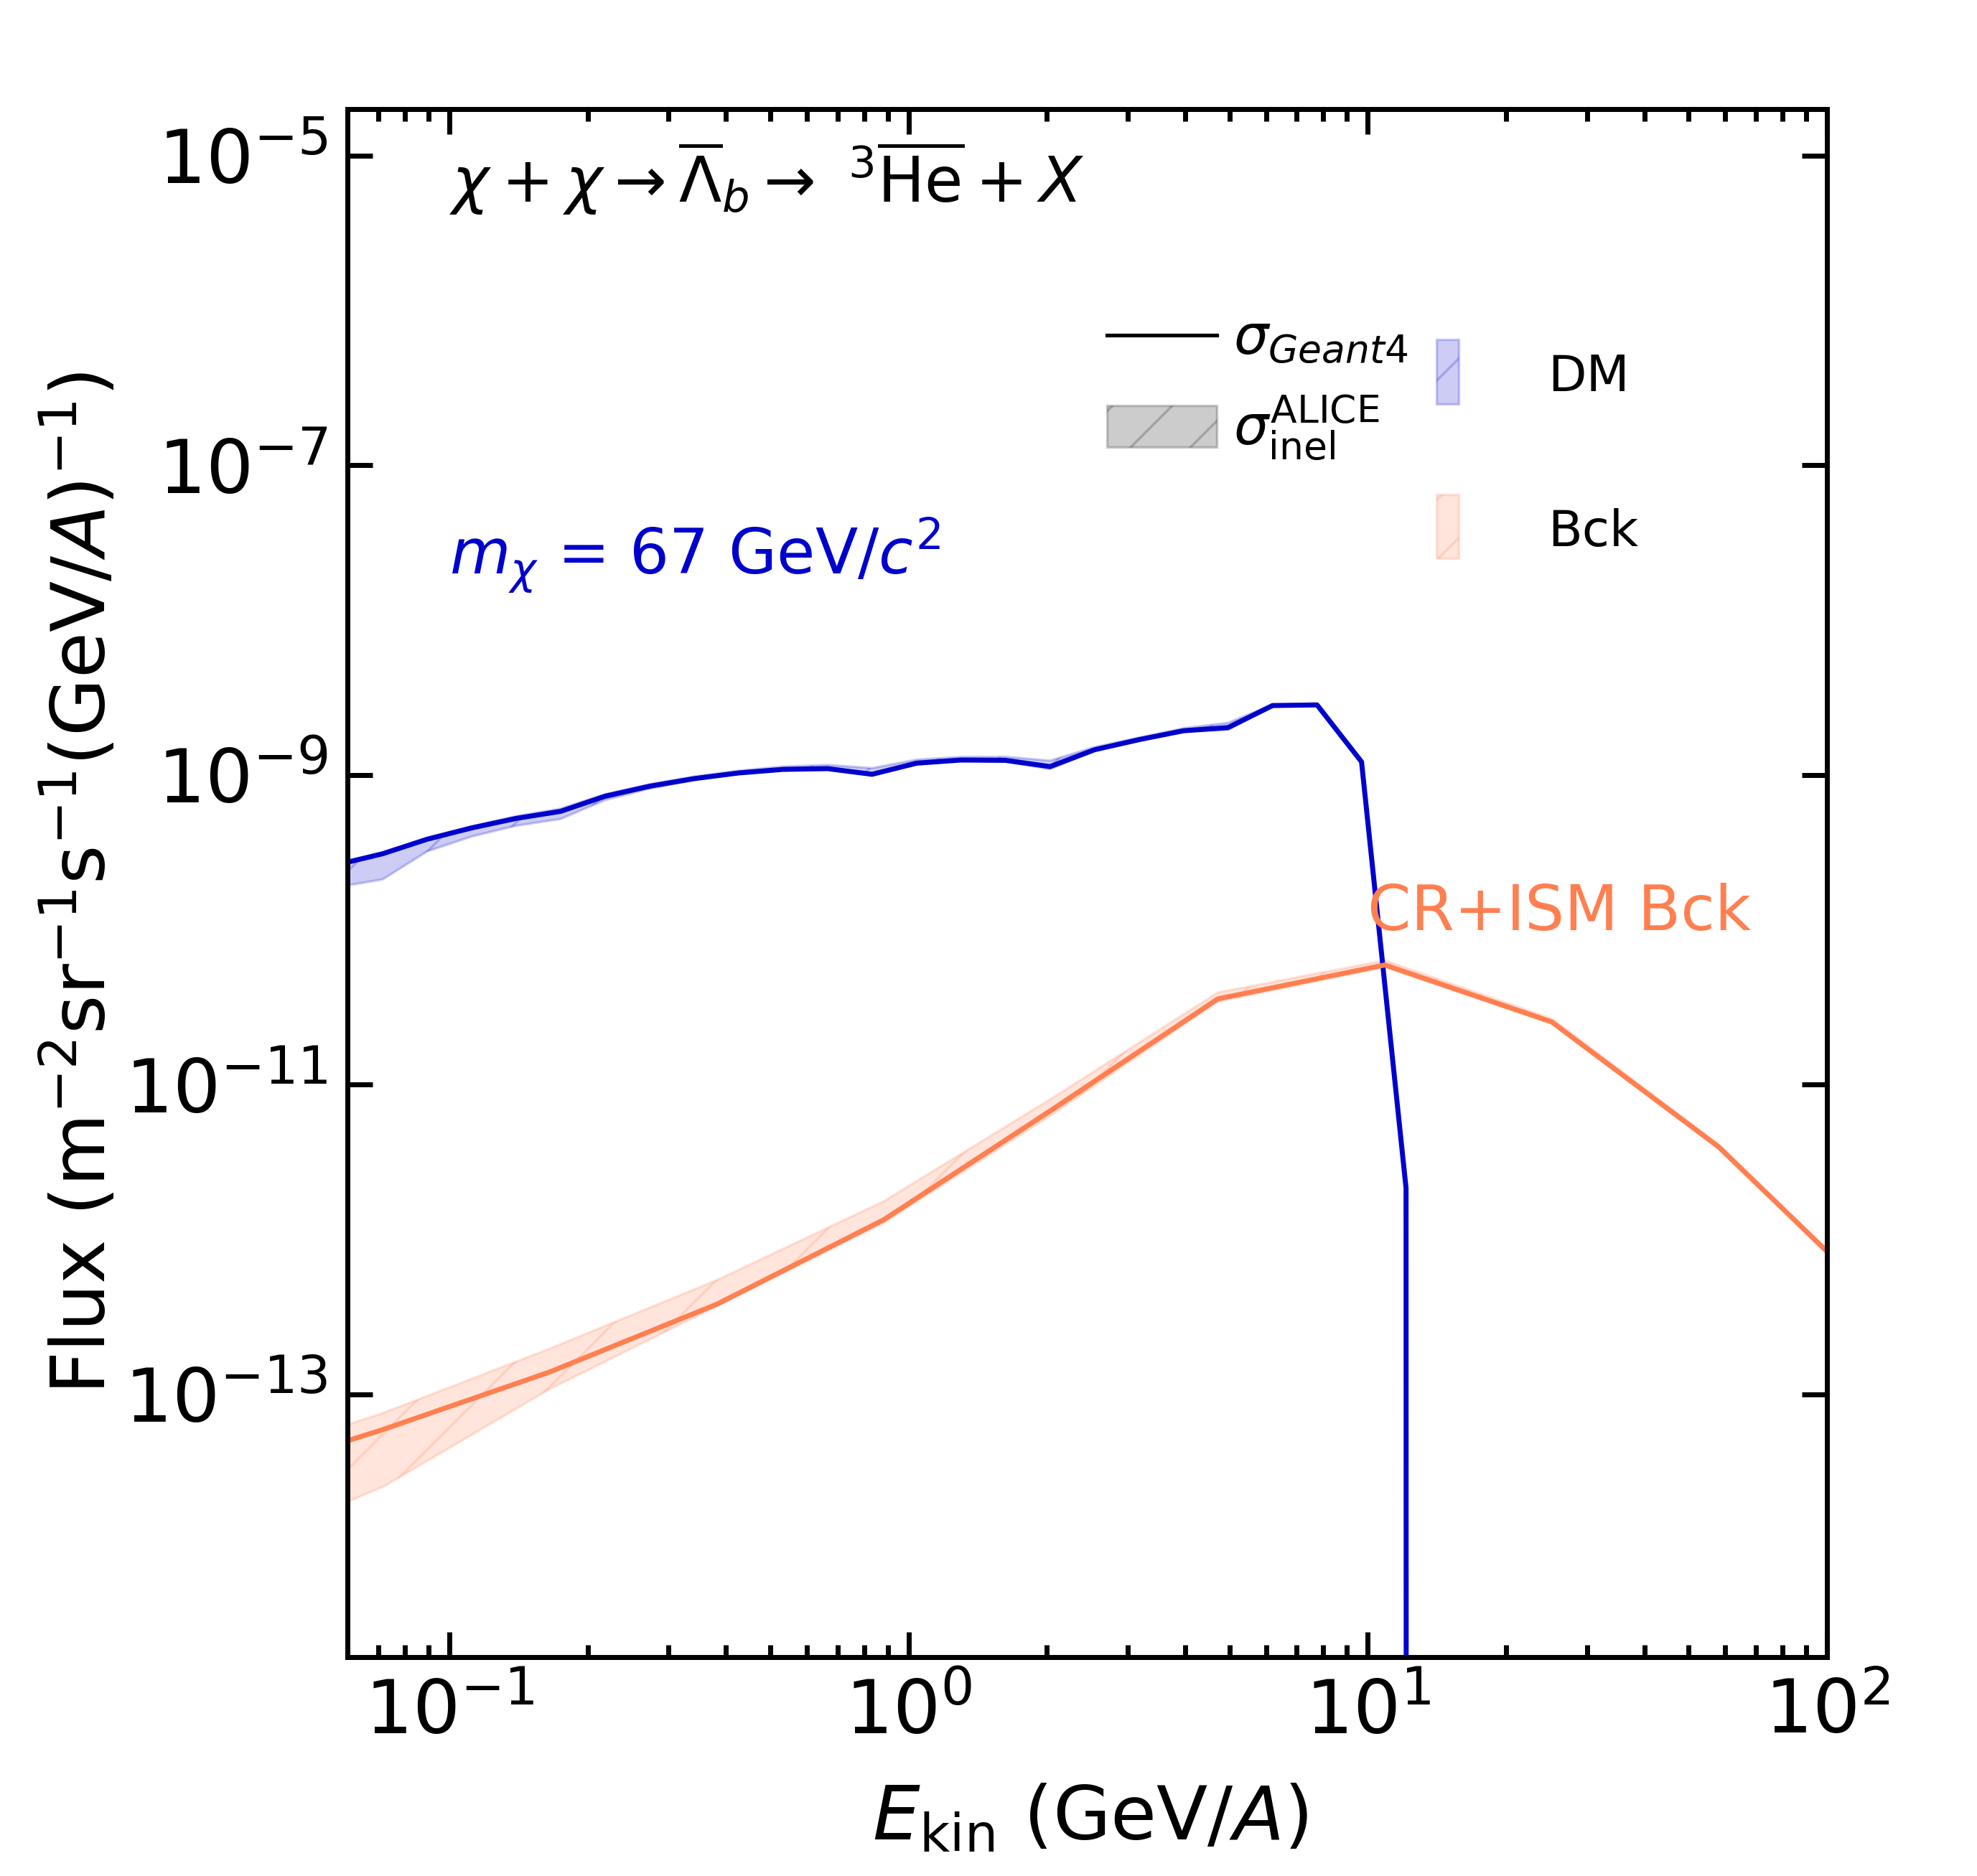 10⁻⁵
χ + χ → Λ̅_b → ³H̅e̅ + X
σ_Geant4
DM
σ_inel^ALICE
10⁻⁷
Bck
m_χ = 67 GeV/c²
Flux (m⁻²sr⁻¹s⁻¹(GeV/A)⁻¹)
10⁻⁹
CR+ISM Bck
10⁻¹¹
10⁻¹³
10⁻¹ 10⁰ 10¹ 10²
E_kin (GeV/A)